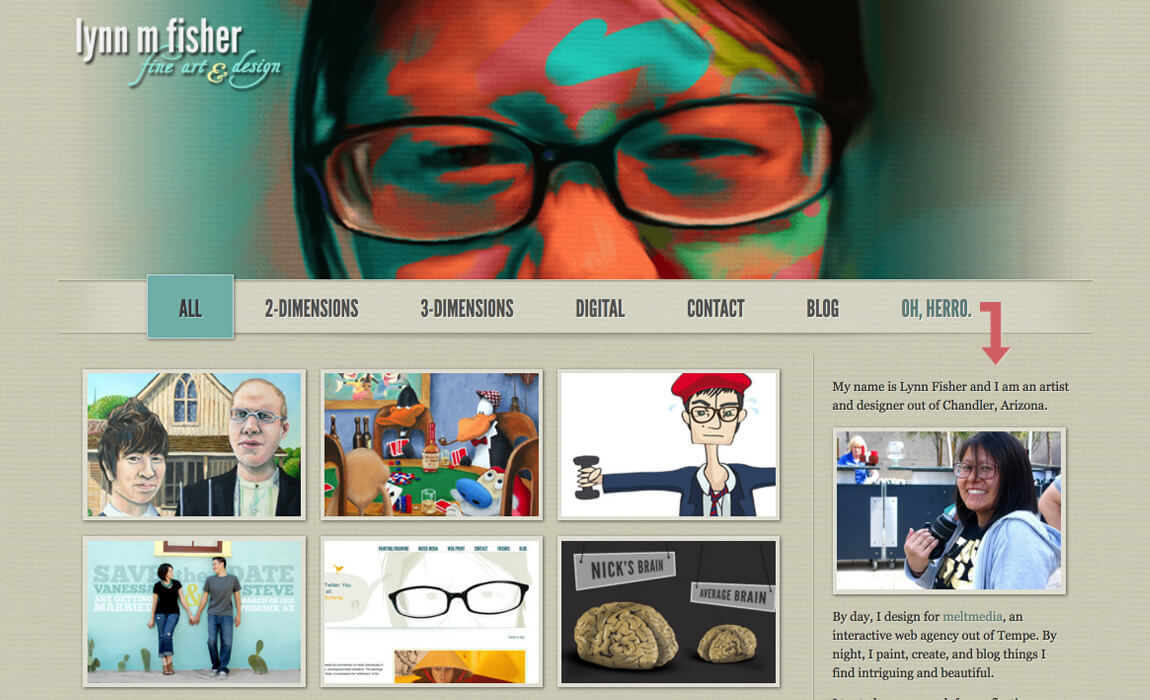 lynn m fisher
fine art & design
ALL
2-DIMENSIONS
3-DIMENSIONS
DIGITAL
CONTACT
BLOG
OH, HERRO.
My name is Lynn Fisher and I am an artist
and designer out of Chandler, Arizona.
SAVE the DATE
VANESSA & STEVE
ARE GETTING MARRIED
MARCH 26 2011
PHOENIX AZ
PAINTING/DRAWING
MIXED MEDIA
WEB/PRINT
CONTACT
FRIENDS
BLOG
Twitter. You
all.
NICK'S BRAIN
AVERAGE BRAIN
By day, I design for meltmedia, an
interactive web agency out of Tempe. By
night, I paint, create, and blog things I
find intriguing and beautiful.